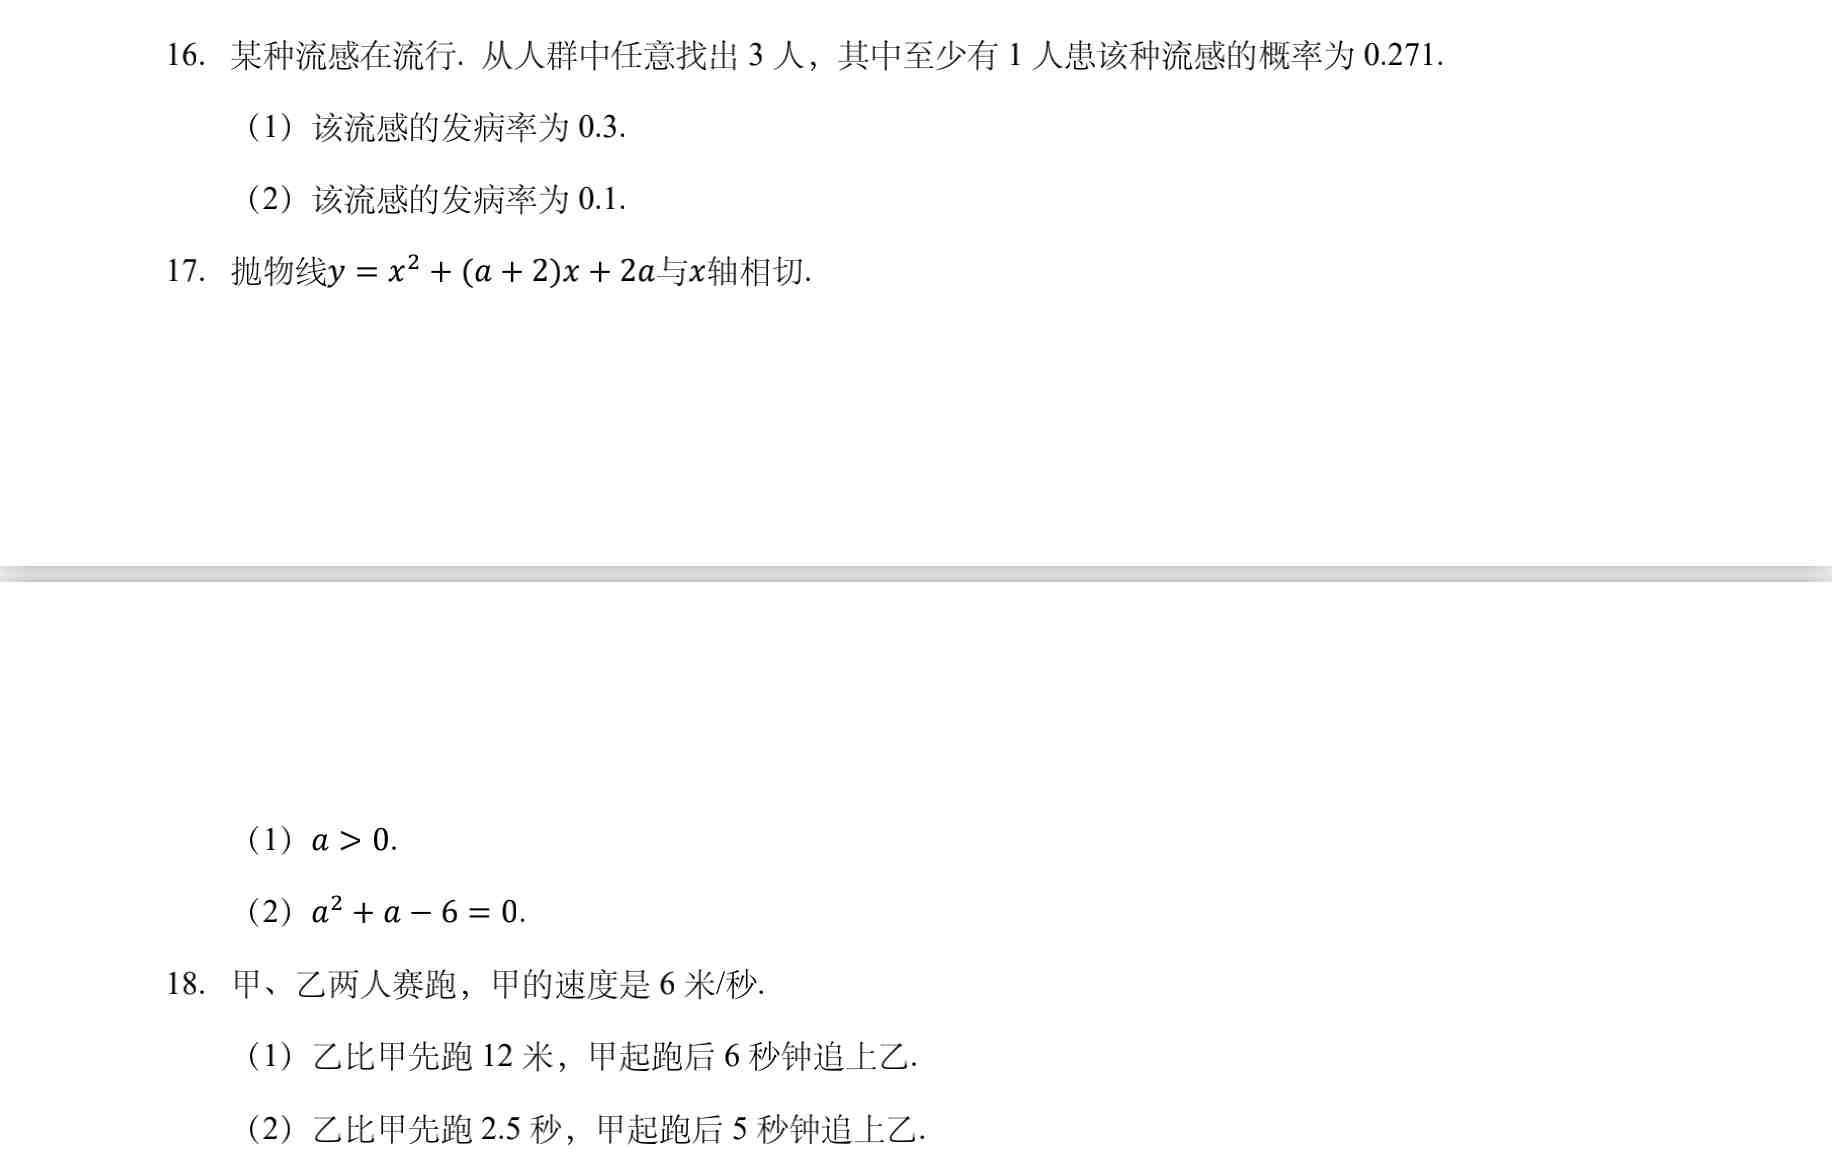 16. 某种流感在流行. 从人群中任意找出 3 人，其中至少有 1 人患该种流感的概率为 0.271.
（1）该流感的发病率为 0.3.
（2）该流感的发病率为 0.1.
17. 抛物线y = x² + (a + 2)x + 2a与x轴相切.
（1）a > 0.
（2）a² + a − 6 = 0.
18. 甲、乙两人赛跑，甲的速度是 6 米/秒.
（1）乙比甲先跑 12 米，甲起跑后 6 秒钟追上乙.
（2）乙比甲先跑 2.5 秒，甲起跑后 5 秒钟追上乙.